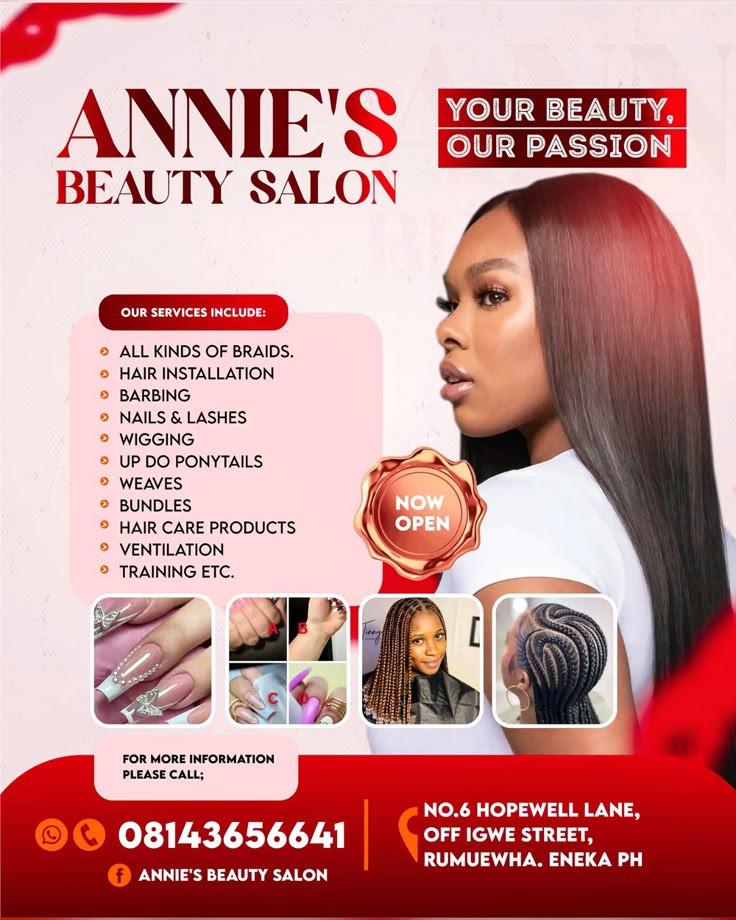 ANNIE'S
BEAUTY SALON
YOUR BEAUTY,
OUR PASSION
OUR SERVICES INCLUDE:
ALL KINDS OF BRAIDS.
HAIR INSTALLATION
BARBING
NAILS & LASHES
WIGGING
UP DO PONYTAILS
WEAVES
BUNDLES
HAIR CARE PRODUCTS
VENTILATION
TRAINING ETC.
NOW
OPEN
A B
C D
FOR MORE INFORMATION
PLEASE CALL;
08143656641
ANNIE'S BEAUTY SALON
NO.6 HOPEWELL LANE,
OFF IGWE STREET,
RUMUEWHA. ENEKA PH